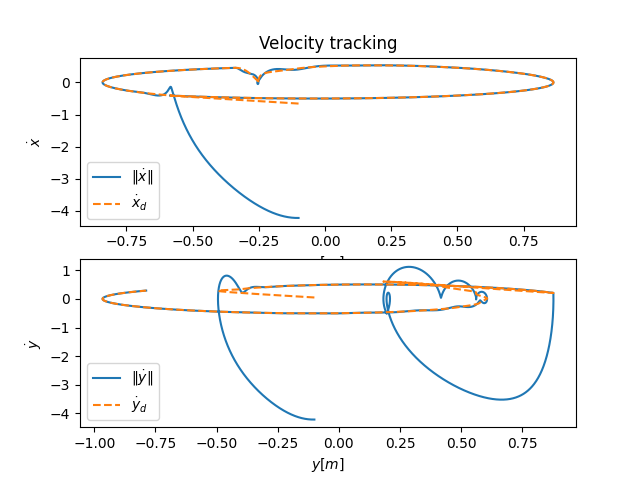 Velocity tracking
0
−1
−2
−3
−4
ẋ
‖ẋ‖
ẋ_d
−0.75 −0.50 −0.25 0.00 0.25 0.50 0.75
1
0
−1
−2
−3
−4
ẏ
‖ẏ‖
ẏ_d
−1.00 −0.75 −0.50 −0.25 0.00 0.25 0.50 0.75
y[m]